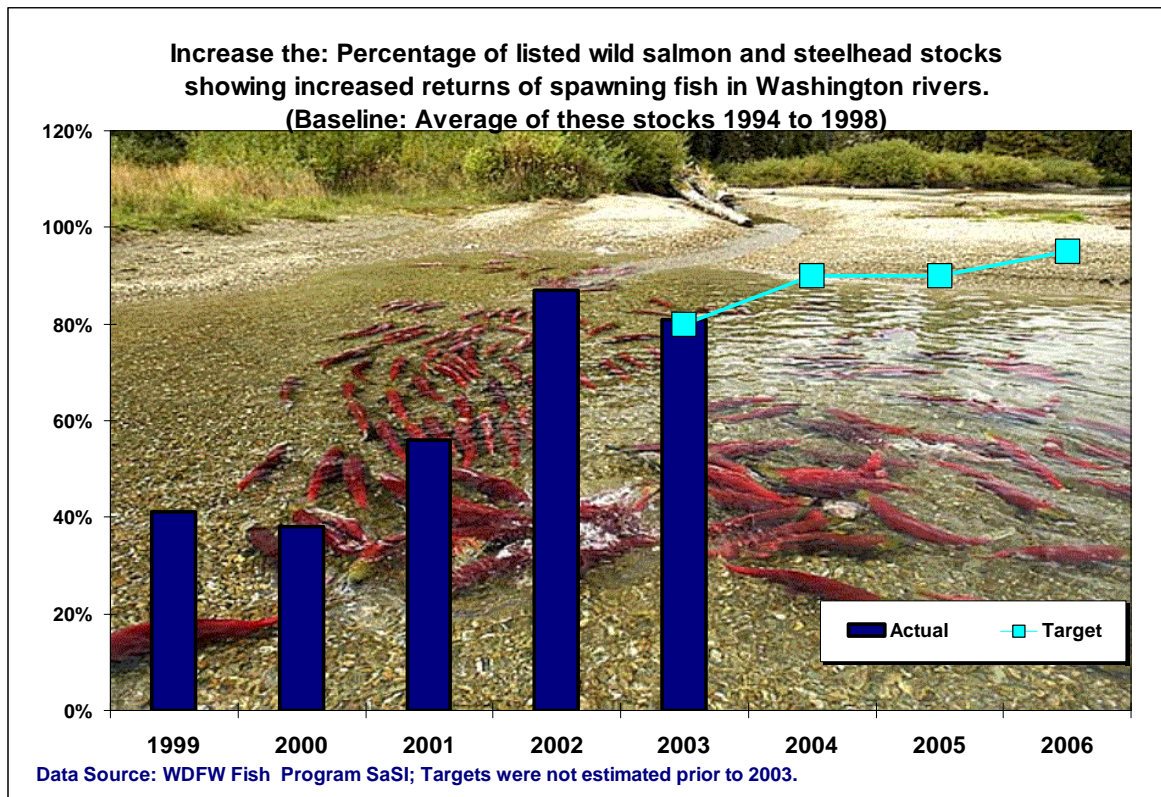 Increase the: Percentage of listed wild salmon and steelhead stocks
showing increased returns of spawning fish in Washington rivers.
(Baseline: Average of these stocks 1994 to 1998)
120%
100%
80%
60%
40%
20%
0%
Actual Target
1999 2000 2001 2002 2003 2004 2005 2006
Data Source: WDFW Fish  Program SaSI; Targets were not estimated prior to 2003.